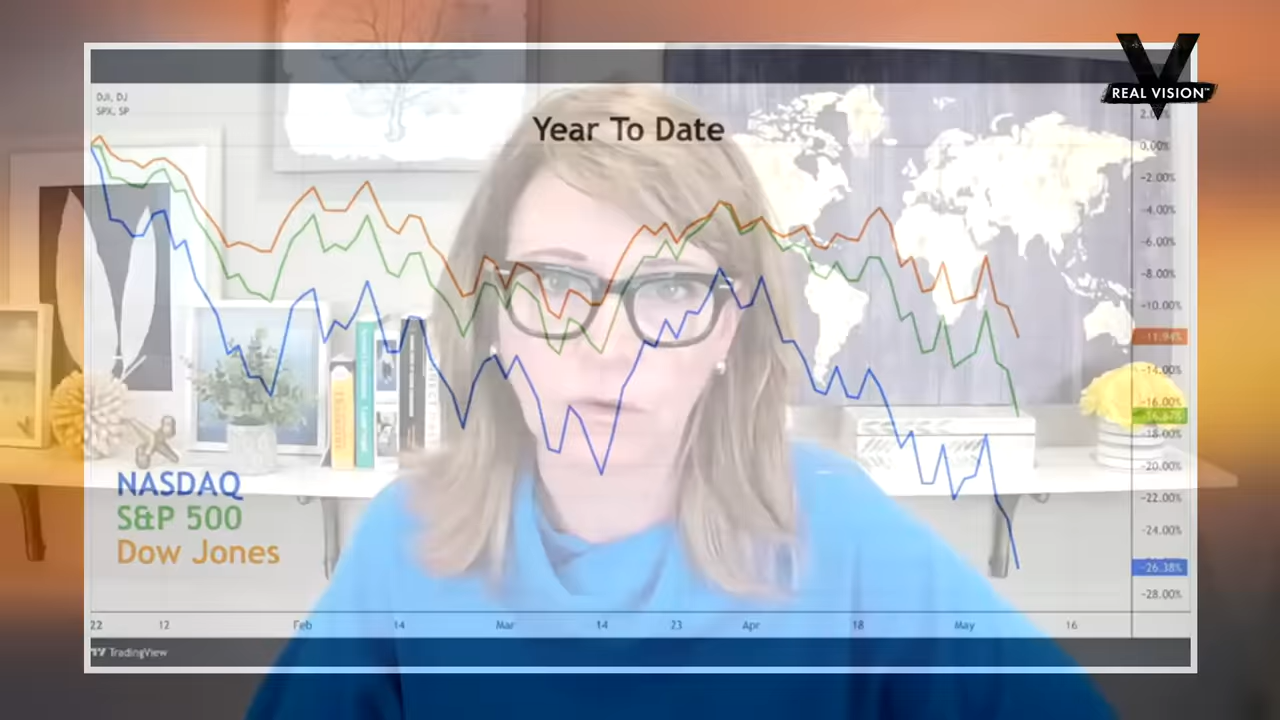 REAL VISION™
DJI, DJ
SPX, SP
Year To Date
0.00%
-2.00%
-4.00%
-6.00%
-8.00%
-10.00%
-11.94%
-14.00%
-16.00%
-18.00%
-20.00%
-22.00%
-24.00%
-26.38%
-28.00%
NASDAQ
S&P 500
Dow Jones
22 12 Feb 14 Mar 14 23 Apr 18 May 16
TradingView